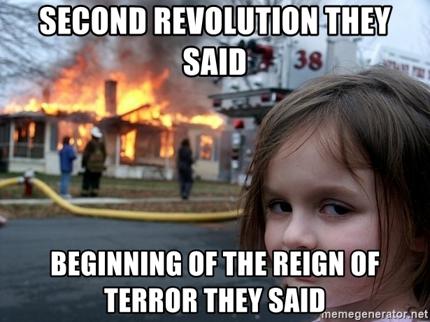 SECOND REVOLUTION THEY
SAID
38
BEGINNING OF THE REIGN OF
TERROR THEY SAID
memegenerator.net